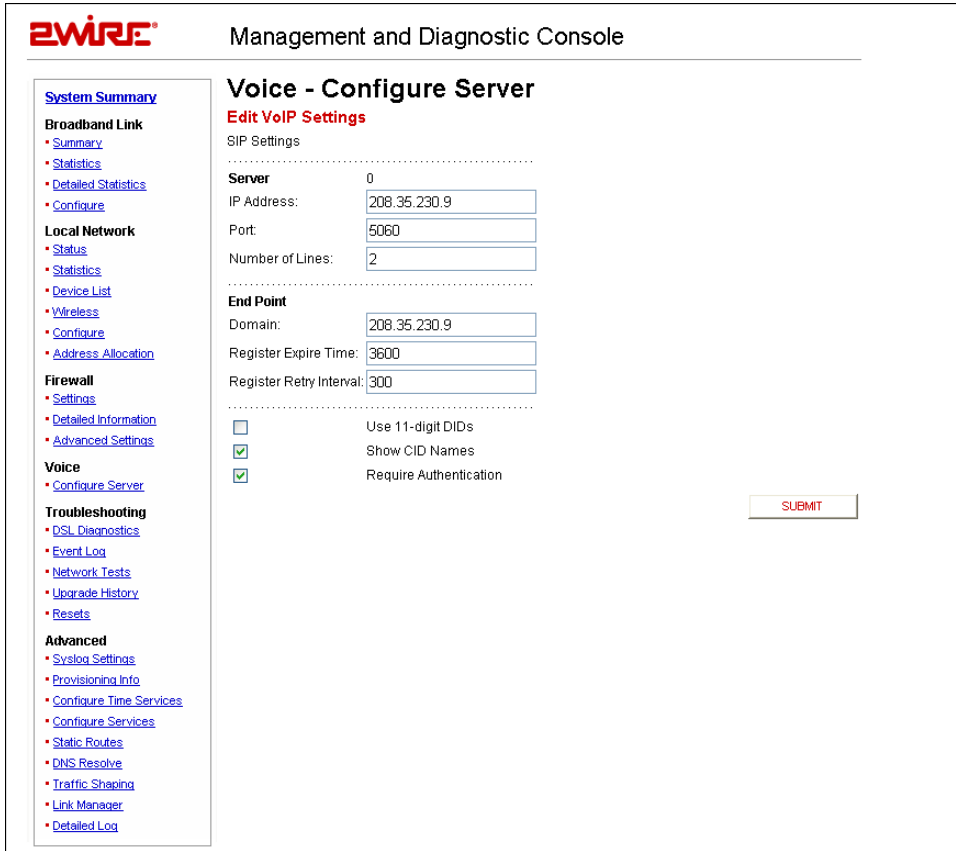 2WIRE
Management and Diagnostic Console
System Summary
Broadband Link
Summary
Statistics
Detailed Statistics
Configure
Local Network
Status
Statistics
Device List
Wireless
Configure
Address Allocation
Firewall
Settings
Detailed Information
Advanced Settings
Voice
Configure Server
Troubleshooting
DSL Diagnostics
Event Log
Network Tests
Upgrade History
Resets
Advanced
Syslog Settings
Provisioning Info
Configure Time Services
Configure Services
Static Routes
DNS Resolve
Traffic Shaping
Link Manager
Detailed Log
Voice - Configure Server
Edit VoIP Settings
SIP Settings
Server 0
IP Address: 208.35.230.9
Port: 5060
Number of Lines: 2
End Point
Domain: 208.35.230.9
Register Expire Time: 3600
Register Retry Interval: 300
Use 11-digit DIDs
Show CID Names
Require Authentication
SUBMIT